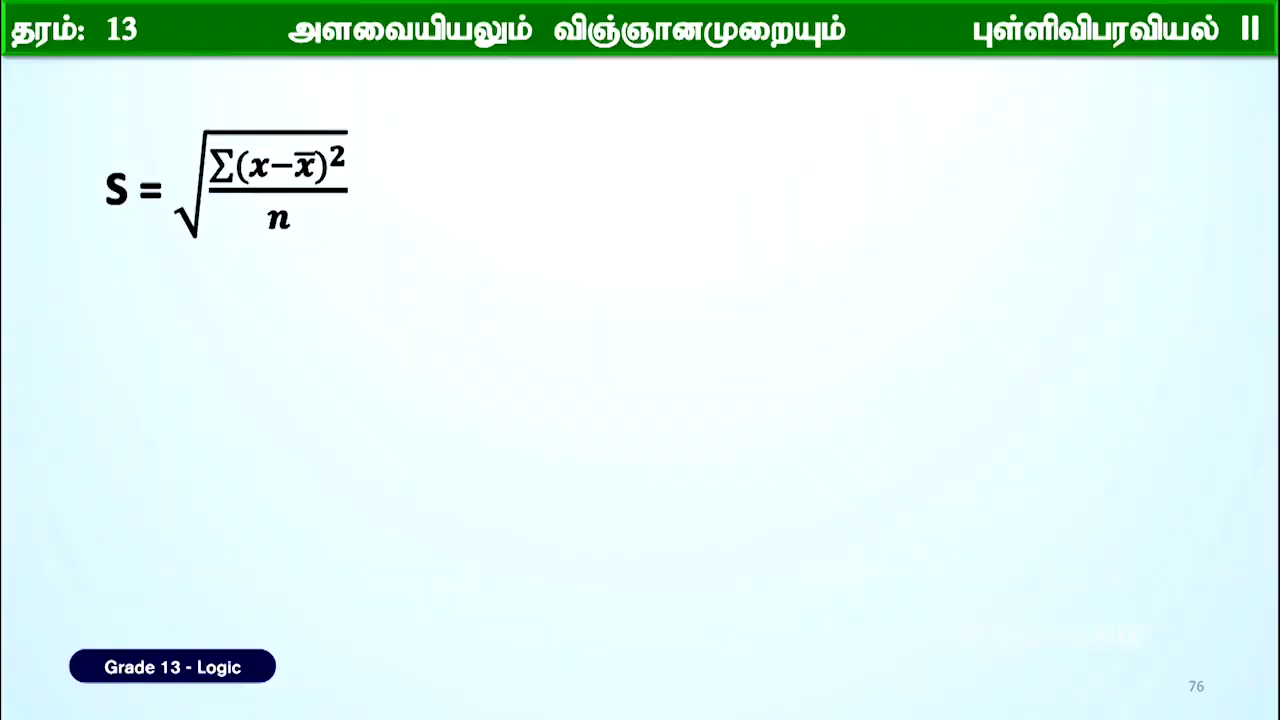 தரம்: 13 அளவையியலும் விஞ்ஞானமுறையும் புள்ளிவிபரவியல் II
S = √(∑(x−x̅)²/n)
Grade 13 - Logic
76